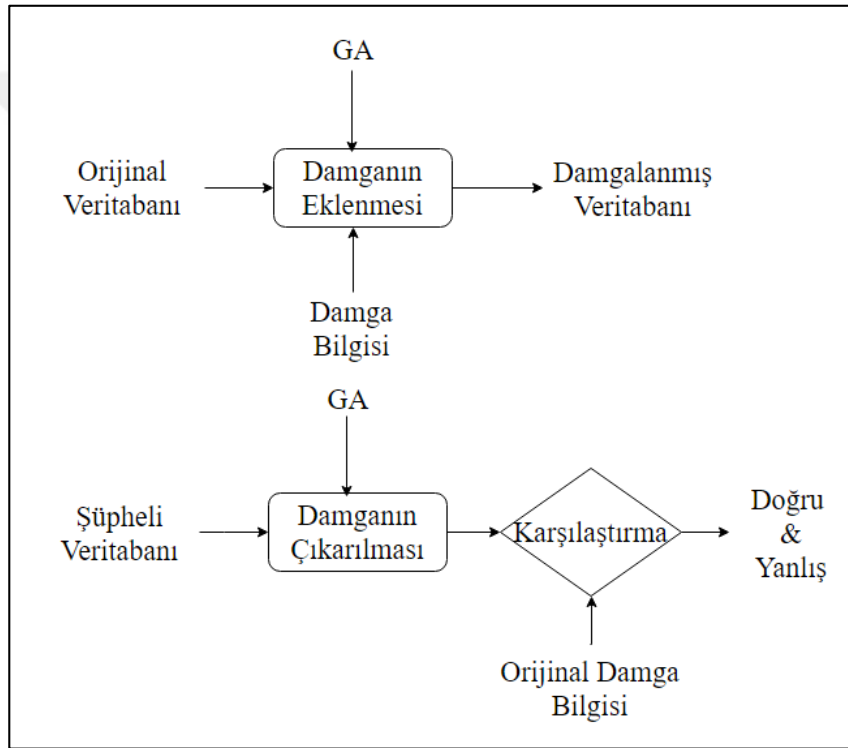 GA
Orijinal
Veritabanı
Damganın
Eklenmesi
Damgalanmış
Veritabanı
Damga
Bilgisi
GA
Şüpheli
Veritabanı
Damganın
Çıkarılması
Karşılaştırma
Doğru
&
Yanlış
Orijinal Damga
Bilgisi